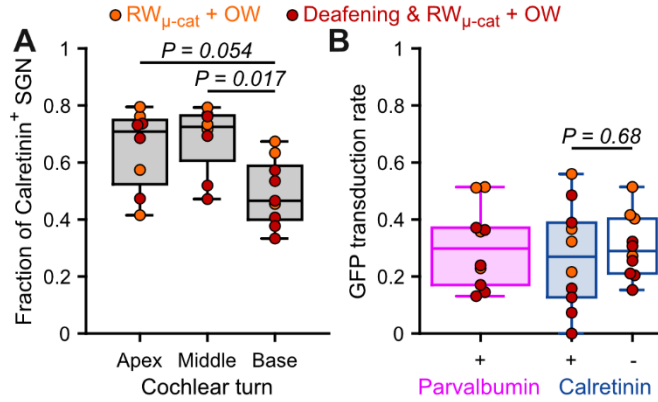 RWμ-cat + OW
Deafening & RWμ-cat + OW
A
P = 0.054
P = 0.017
Fraction of Calretinin+ SGN
1
0.8
0.6
0.4
0.2
0
Apex
Middle
Base
Cochlear turn
B
P = 0.68
GFP transduction rate
1
0.8
0.6
0.4
0.2
0
+
+
-
Parvalbumin
Calretinin